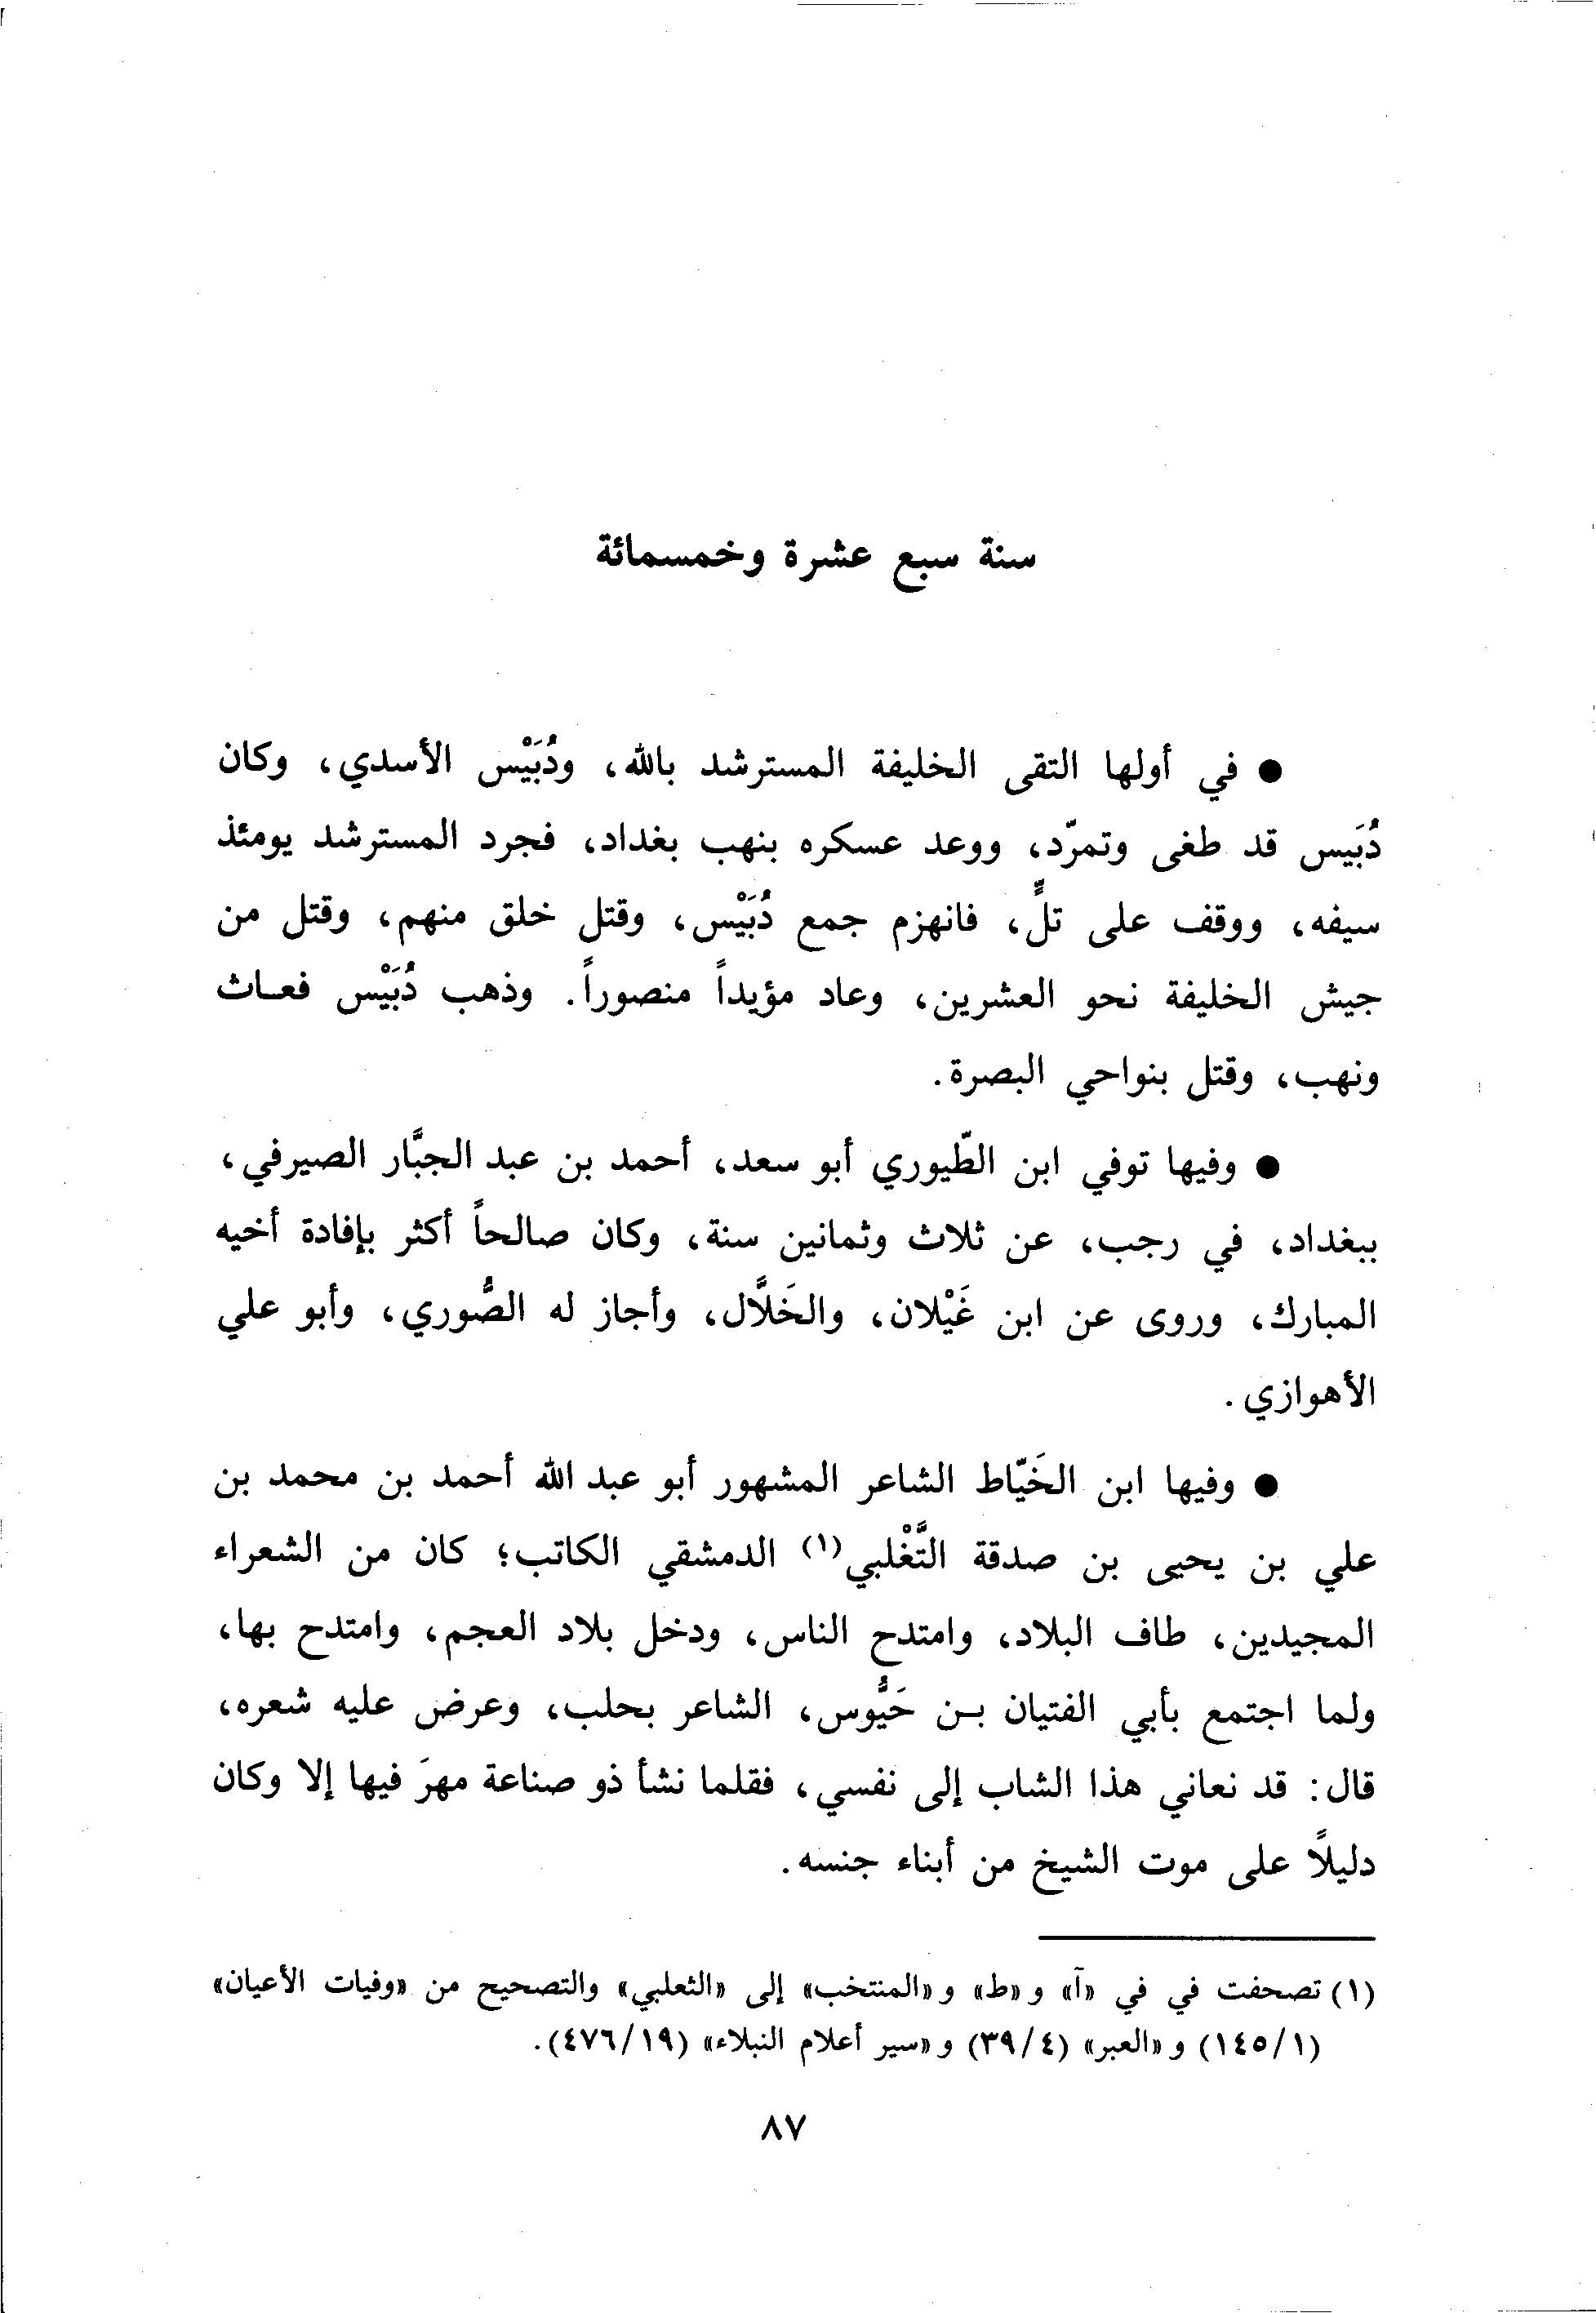 سنة سبع عشرة وخمسمائة
● في أولها التقى الخليفة المسترشد بالله، ودُبَيْس الأسدي، وكان
دُبَيس قد طغى وتمرّد، ووعد عسكره بنهب بغداد، فجرد المسترشد يومئذ
سيفه، ووقف على تلٍّ، فانهزم جمع دُبَيْس، وقتل خلق منهم، وقتل من
جيش الخليفة نحو العشرين، وعاد مؤيداً منصوراً. وذهب دُبَيْس فعاث
ونهب، وقتل بنواحي البصرة.
● وفيها توفي ابن الطّيوري أبو سعد، أحمد بن عبد الجبَّار الصيرفي،
ببغداد، في رجب، عن ثلاث وثمانين سنة، وكان صالحاً أكثر بإفادة أخيه
المبارك، وروى عن ابن غَيْلان، والخَلَّال، وأجاز له الصُّوري، وأبو علي
الأهوازي.
● وفيها ابن الخَيّاط الشاعر المشهور أبو عبد الله أحمد بن محمد بن
علي بن يحيى بن صدقة التَّغْلبي(١) الدمشقي الكاتب؛ كان من الشعراء
المجيدين، طاف البلاد، وامتدح الناس، ودخل بلاد العجم، وامتدح بها،
ولما اجتمع بأبي الفتيان بن حَيُّوس، الشاعر بحلب، وعرض عليه شعره،
قال: قد نعاني هذا الشاب إلى نفسي، فقلما نشأ ذو صناعة مهرَ فيها إلا وكان
دليلاً على موت الشيخ من أبناء جنسه.
(١) تصحفت في في «آ» و «ط» و «المنتخب» إلى «الثعلبي» والتصحيح من «وفيات الأعيان»
(١/١٤٥) و «العبر» (٤/٣٩) و «سير أعلام النبلاء» (١٩/٤٧٦).
٨٧